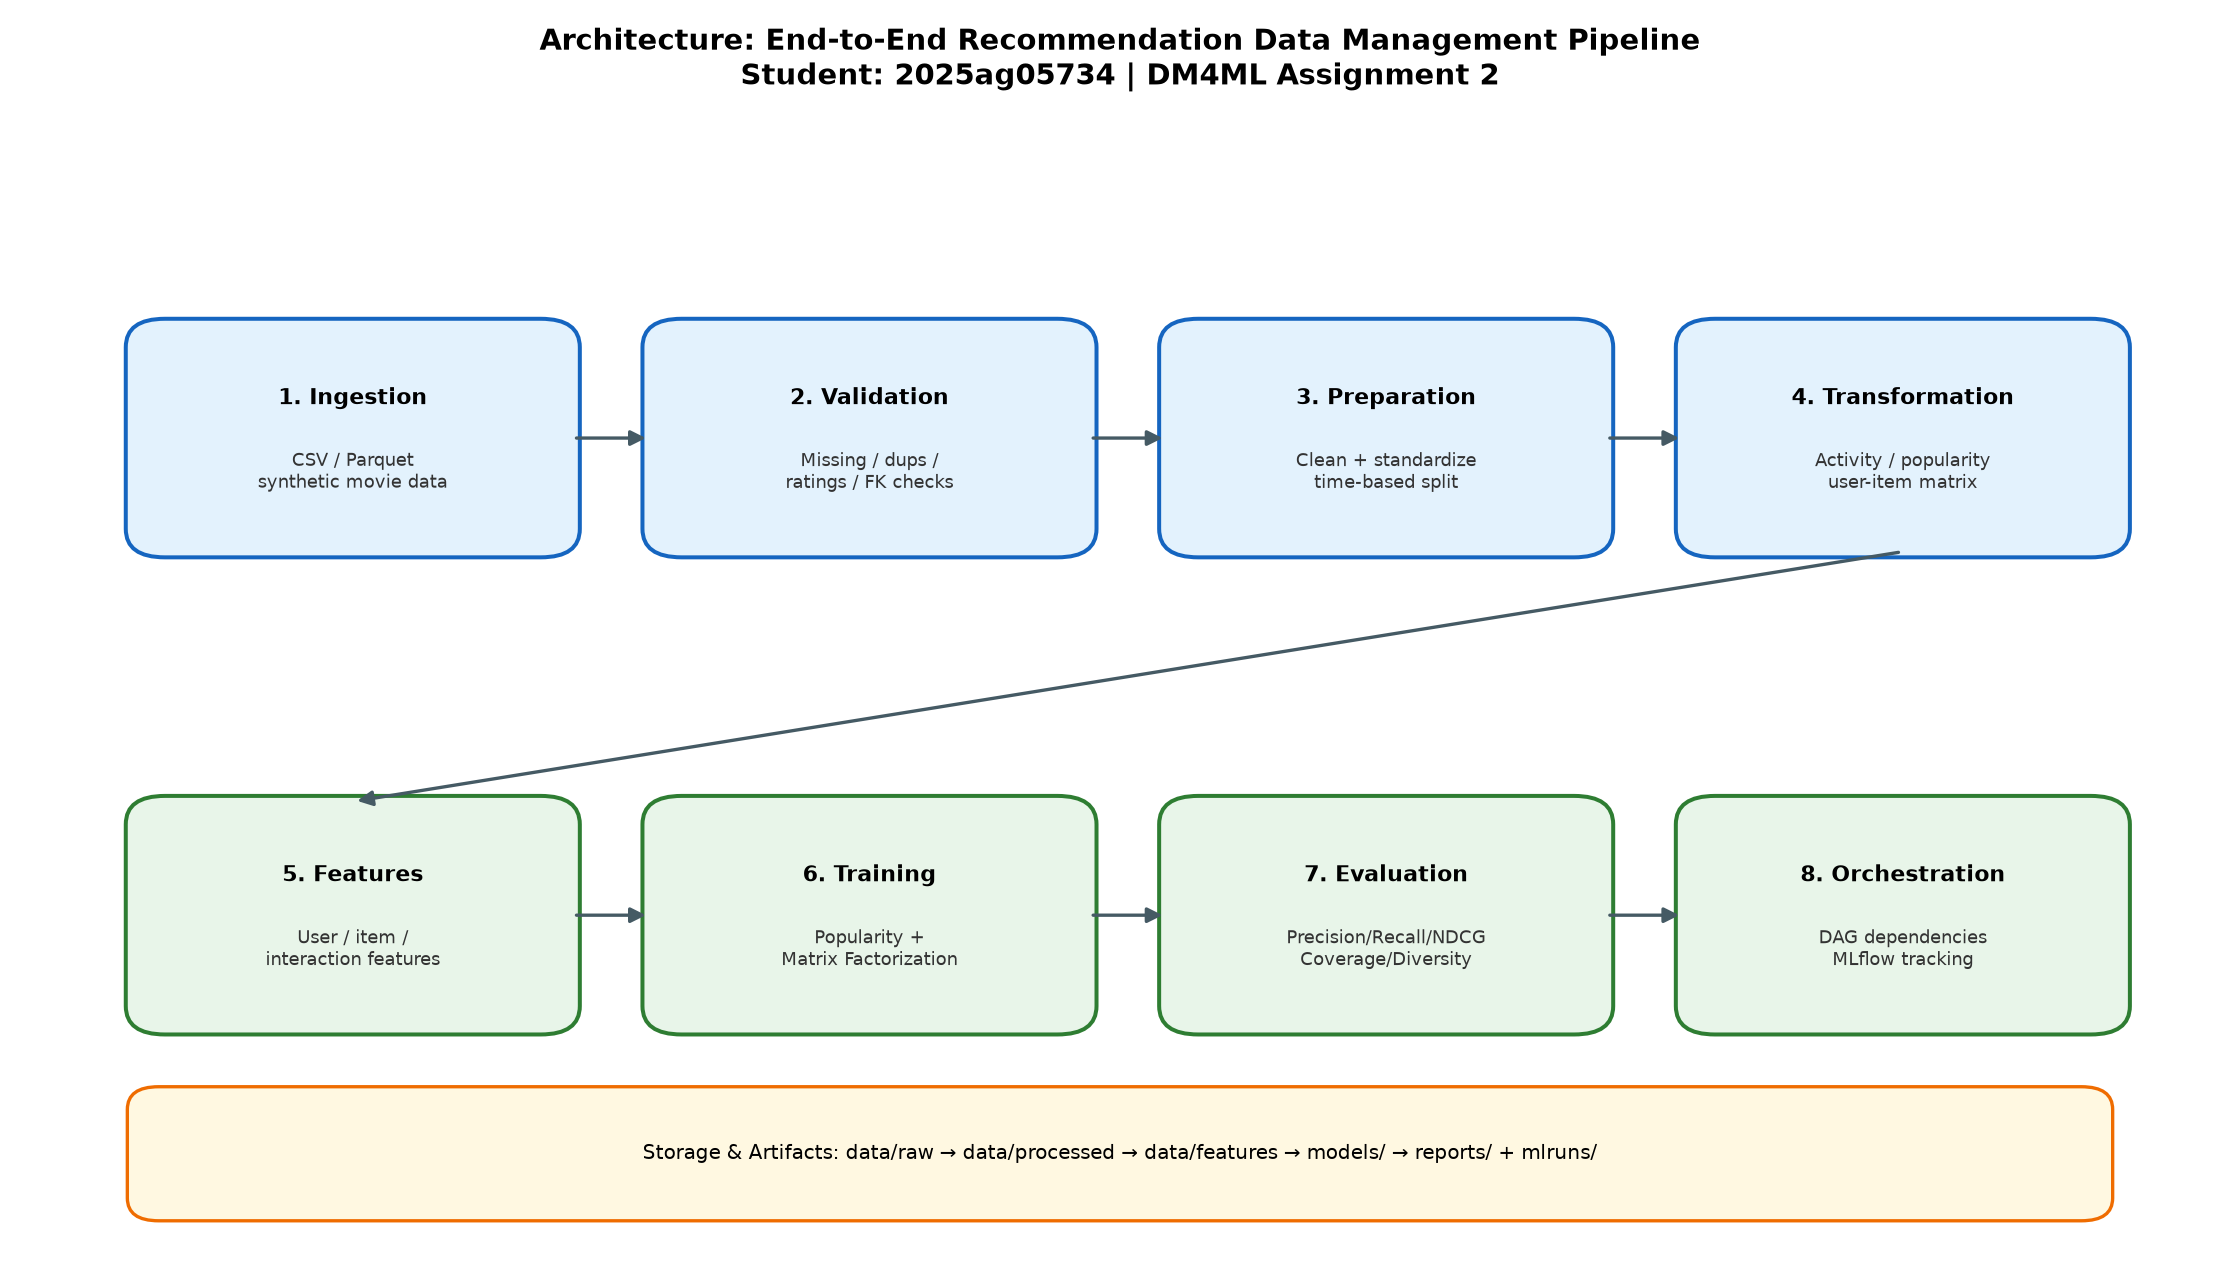 Architecture: End-to-End Recommendation Data Management Pipeline
Student: 2025ag05734 | DM4ML Assignment 2
1. Ingestion
CSV / Parquet
synthetic movie data
2. Validation
Missing / dups /
ratings / FK checks
3. Preparation
Clean + standardize
time-based split
4. Transformation
Activity / popularity
user-item matrix
5. Features
User / item /
interaction features
6. Training
Popularity +
Matrix Factorization
7. Evaluation
Precision/Recall/NDCG
Coverage/Diversity
8. Orchestration
DAG dependencies
MLflow tracking
Storage & Artifacts: data/raw → data/processed → data/features → models/ → reports/ + mlruns/